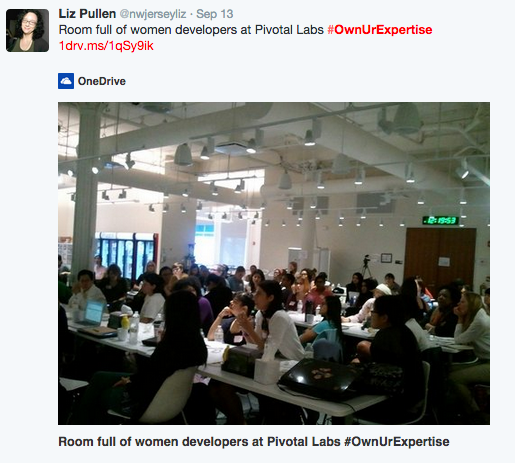 Liz Pullen @nwjerseyliz · Sep 13
Room full of women developers at Pivotal Labs #OwnUrExpertise
1drv.ms/1qSy9ik
OneDrive
12:19:53
Room full of women developers at Pivotal Labs #OwnUrExpertise